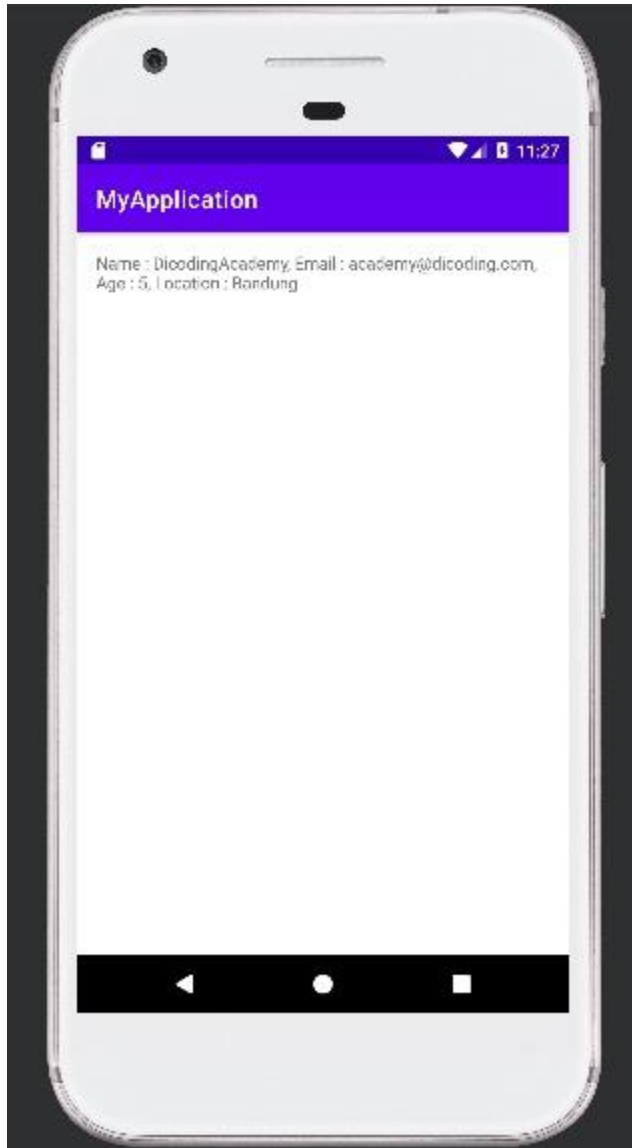 11:27
MyApplication
Name : DicodingAcademy, Email : academy@dicoding.com,
Age : 5, Location : Bandung